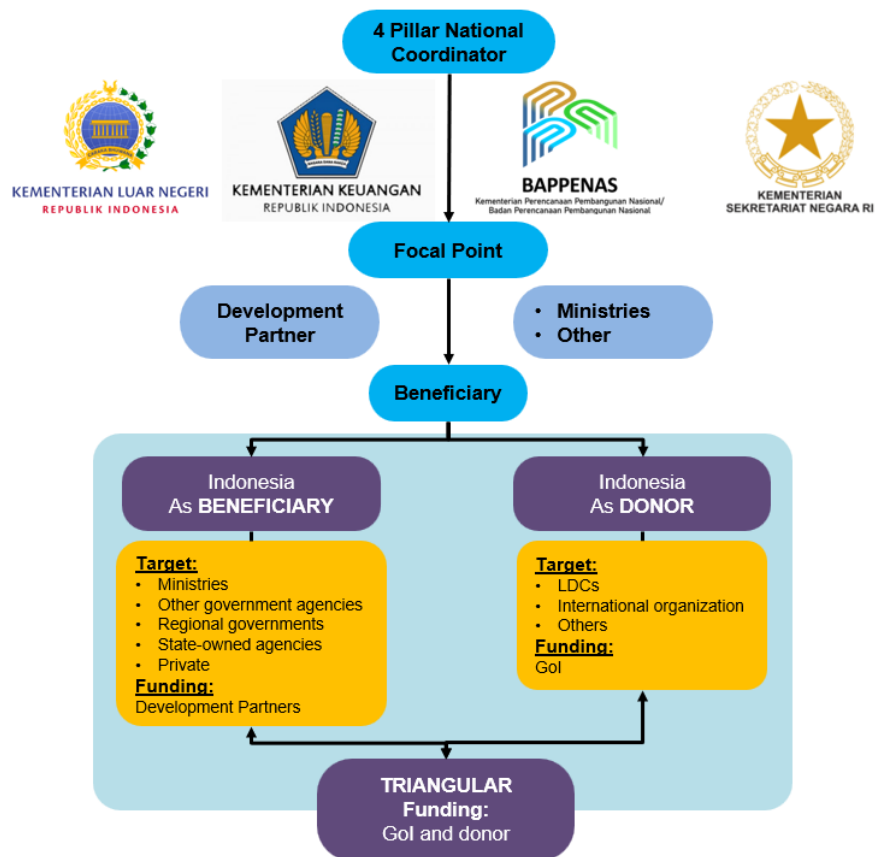 4 Pillar National
Coordinator
KEMENTERIAN LUAR NEGERI
REPUBLIK INDONESIA
KEMENTERIAN KEUANGAN
REPUBLIK INDONESIA
BAPPENAS
Kementerian Perencanaan Pembangunan Nasional/
Badan Perencanaan Pembangunan Nasional
KEMENTERIAN
SEKRETARIAT NEGARA RI
Focal Point
Development
Partner
• Ministries
• Other
Beneficiary
Indonesia
As BENEFICIARY
Target:
• Ministries
• Other government agencies
• Regional governments
• State-owned agencies
• Private
Funding:
Development Partners
Indonesia
As DONOR
Target:
• LDCs
• International organization
• Others
Funding:
GoI
TRIANGULAR
Funding:
GoI and donor